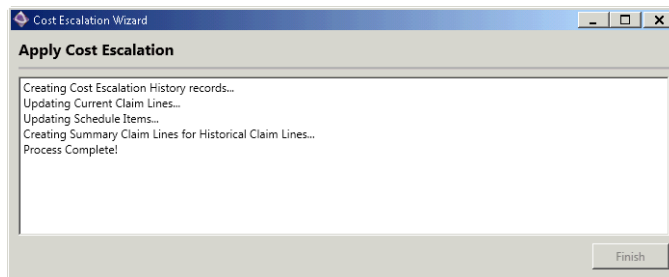 Cost Escalation Wizard
Apply Cost Escalation
Creating Cost Escalation History records...
Updating Current Claim Lines...
Updating Schedule Items...
Creating Summary Claim Lines for Historical Claim Lines...
Process Complete!
Finish